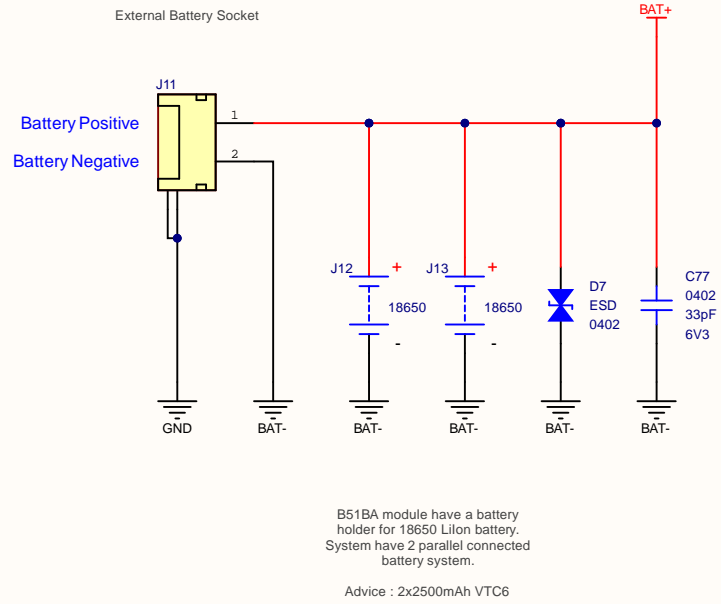 External Battery Socket
BAT+
J11
Battery Positive
1
Battery Negative
2
J12
+
18650
-
J13
+
18650
-
D7
ESD
0402
C77
0402
33pF
6V3
GND
BAT-
BAT-
BAT-
BAT-
BAT-
B51BA module have a battery
holder for 18650 LiIon battery.
System have 2 parallel connected
battery system.
Advice : 2x2500mAh VTC6